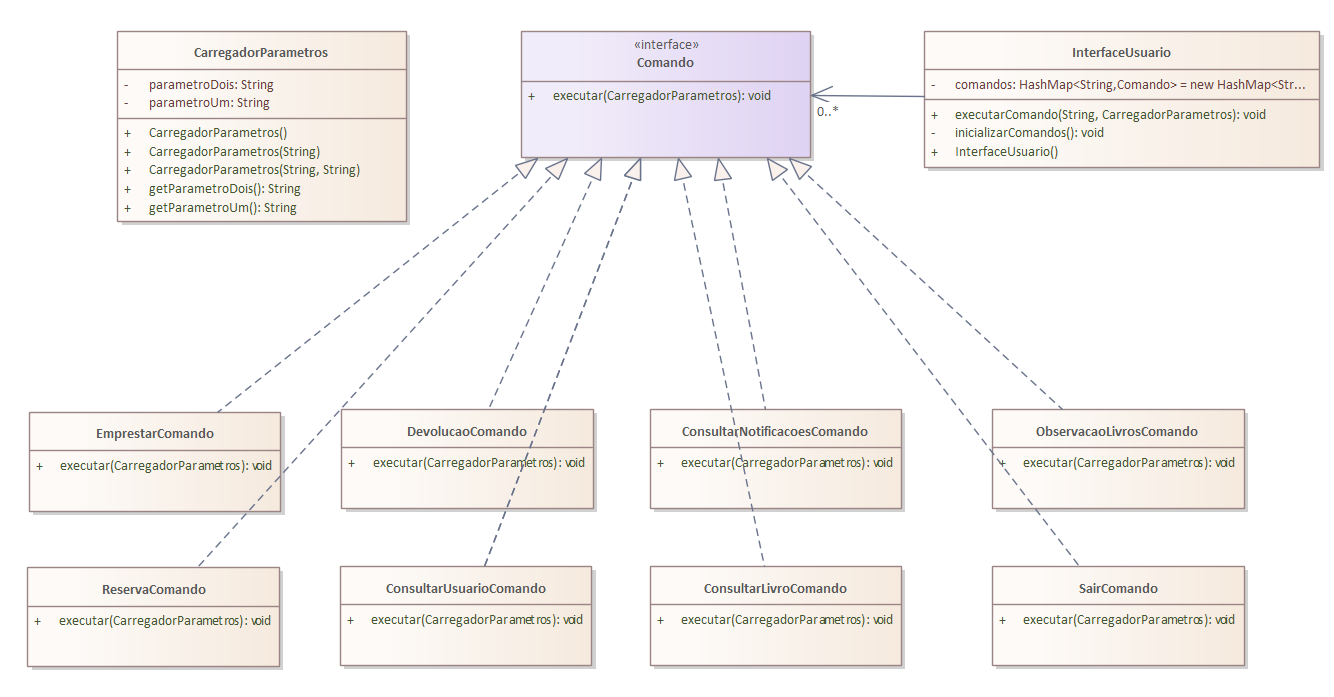 CarregadorParametros
- parametroDois: String
- parametroUm: String
+ CarregadorParametros()
+ CarregadorParametros(String)
+ CarregadorParametros(String, String)
+ getParametroDois(): String
+ getParametroUm(): String
«interface»
Comando
+ executar(CarregadorParametros): void
0..*
InterfaceUsuario
- comandos: HashMap<String,Comando> = new HashMap<Str...
+ executarComando(String, CarregadorParametros): void
- inicializarComandos(): void
+ InterfaceUsuario()
EmprestarComando
+ executar(CarregadorParametros): void
DevolucaoComando
+ executar(CarregadorParametros): void
ConsultarNotificacoesComando
+ executar(CarregadorParametros): void
ObservacaoLivrosComando
+ executar(CarregadorParametros): void
ReservaComando
+ executar(CarregadorParametros): void
ConsultarUsuarioComando
+ executar(CarregadorParametros): void
ConsultarLivroComando
+ executar(CarregadorParametros): void
SairComando
+ executar(CarregadorParametros): void